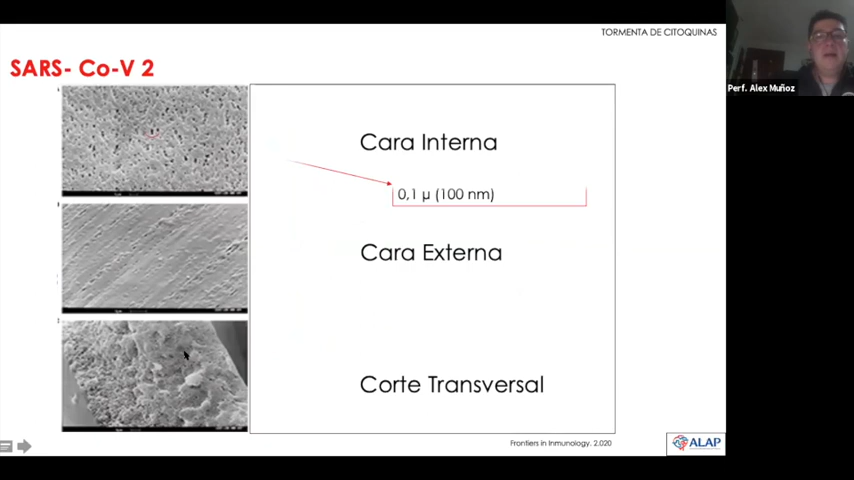 TORMENTA DE CITOQUINAS
SARS- Co-V 2
Cara Interna
0,1 µ (100 nm)
Cara Externa
Corte Transversal
Frontiers in Inmunology. 2.020
ALAP
Perf. Alex Muñoz